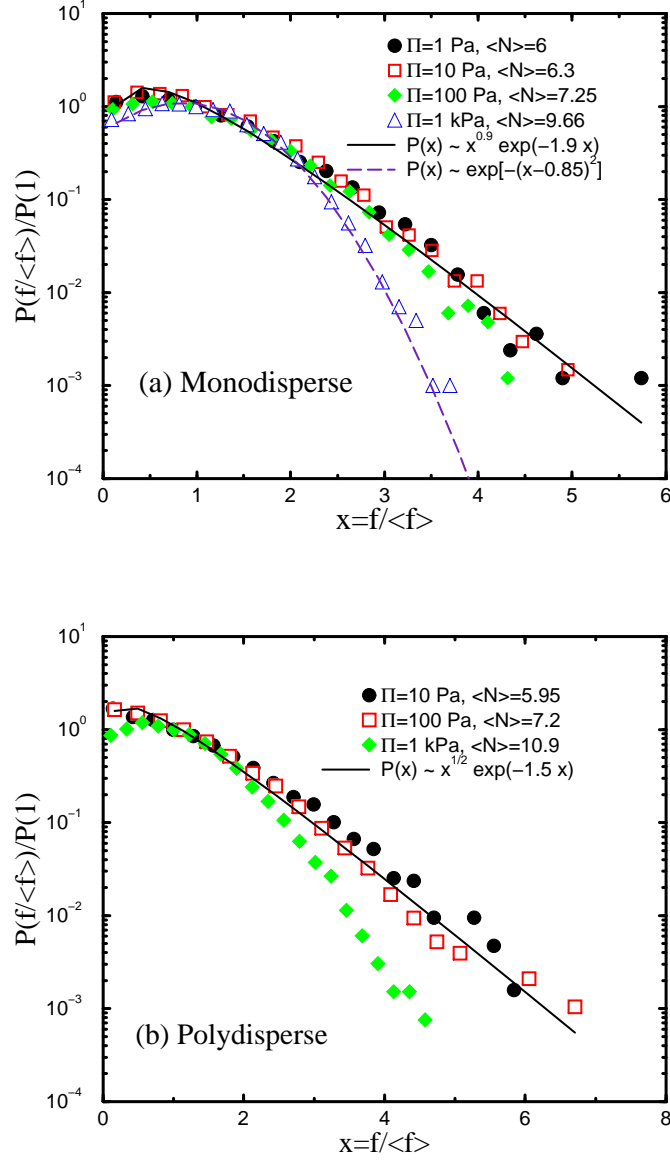 Π=1 Pa, <N>=6
Π=10 Pa, <N>=6.3
Π=100 Pa, <N>=7.25
Π=1 kPa, <N>=9.66
P(x) ~ x^0.9 exp(−1.9 x)
P(x) ~ exp[−(x−0.85)^2]
10^1
10^0
10^−1
10^−2
10^−3
10^−4
P(f/<f>)/P(1)
(a) Monodisperse
0 1 2 3 4 5 6
x=f/<f>
Π=10 Pa, <N>=5.95
Π=100 Pa, <N>=7.2
Π=1 kPa, <N>=10.9
P(x) ~ x^1/2 exp(−1.5 x)
10^1
10^0
10^−1
10^−2
10^−3
10^−4
P(f/<f>)/P(1)
(b) Polydisperse
0 2 4 6 8
x=f/<f>